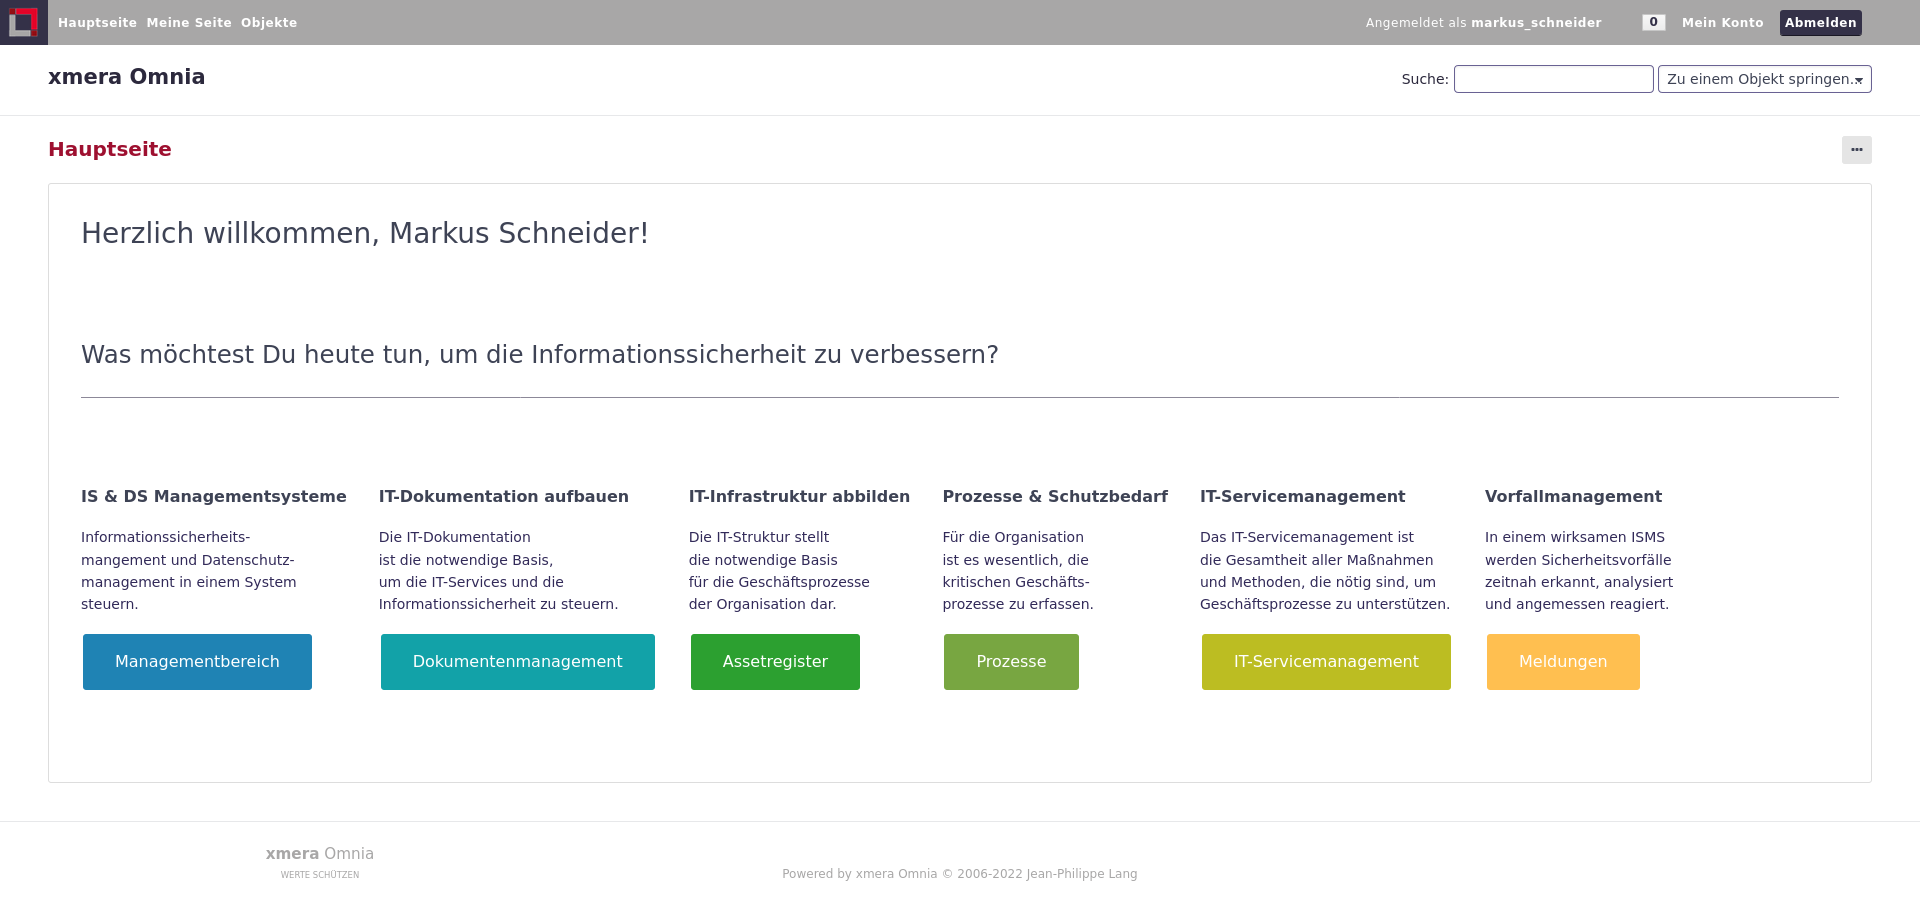 Hauptseite Meine Seite Objekte Angemeldet als markus_schneider 0 Mein Konto Abmelden
xmera Omnia Suche: Zu einem Objekt springen...
Hauptseite
Herzlich willkommen, Markus Schneider!
Was möchtest Du heute tun, um die Informationssicherheit zu verbessern?
IS & DS Managementsysteme
Informationssicherheits-
mangement und Datenschutz-
management in einem System
steuern.
Managementbereich
IT-Dokumentation aufbauen
Die IT-Dokumentation
ist die notwendige Basis,
um die IT-Services und die
Informationssicherheit zu steuern.
Dokumentenmanagement
IT-Infrastruktur abbilden
Die IT-Struktur stellt
die notwendige Basis
für die Geschäftsprozesse
der Organisation dar.
Assetregister
Prozesse & Schutzbedarf
Für die Organisation
ist es wesentlich, die
kritischen Geschäfts-
prozesse zu erfassen.
Prozesse
IT-Servicemanagement
Das IT-Servicemanagement ist
die Gesamtheit aller Maßnahmen
und Methoden, die nötig sind, um
Geschäftsprozesse zu unterstützen.
IT-Servicemanagement
Vorfallmanagement
In einem wirksamen ISMS
werden Sicherheitsvorfälle
zeitnah erkannt, analysiert
und angemessen reagiert.
Meldungen
xmera Omnia
WERTE SCHÜTZEN
Powered by xmera Omnia © 2006-2022 Jean-Philippe Lang